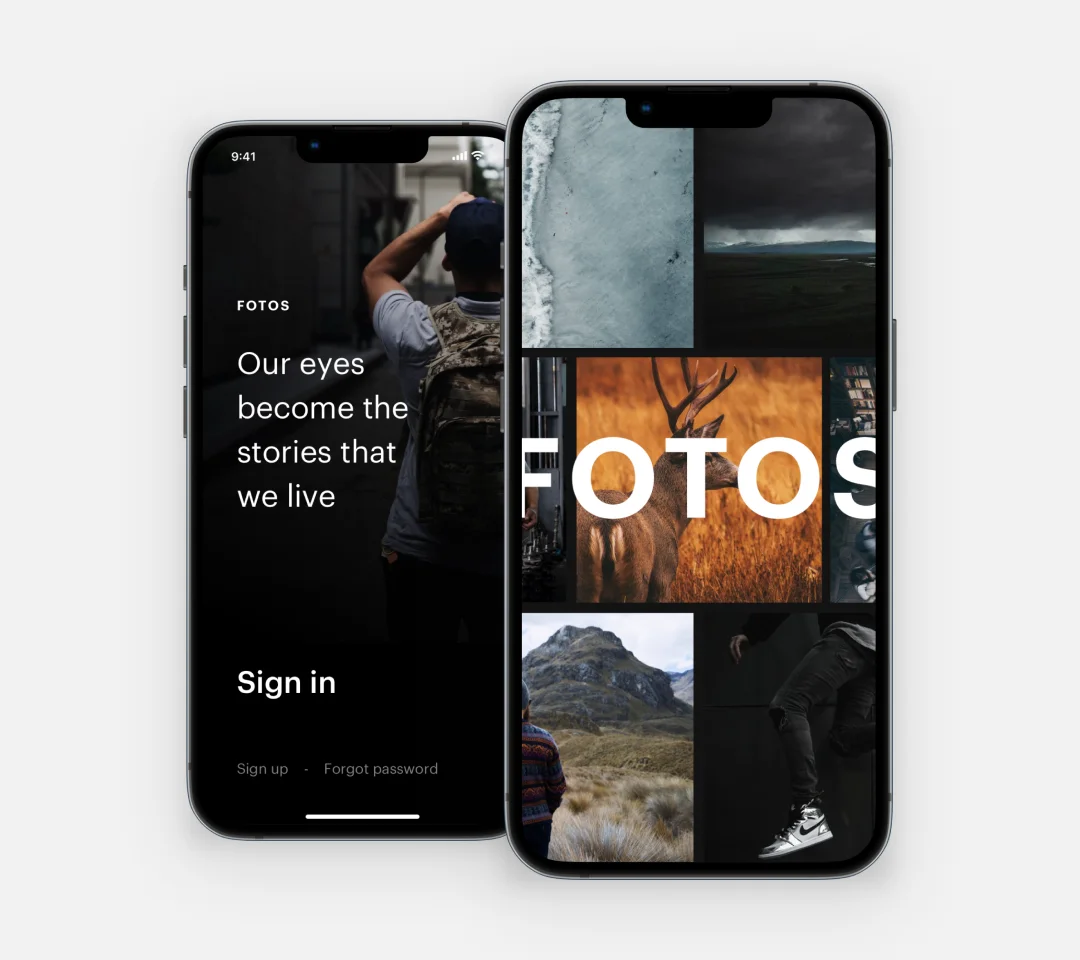 9:41
FOTOS
Our eyes
become the
stories that
we live
Sign in
Sign up - Forgot password
FOTOS